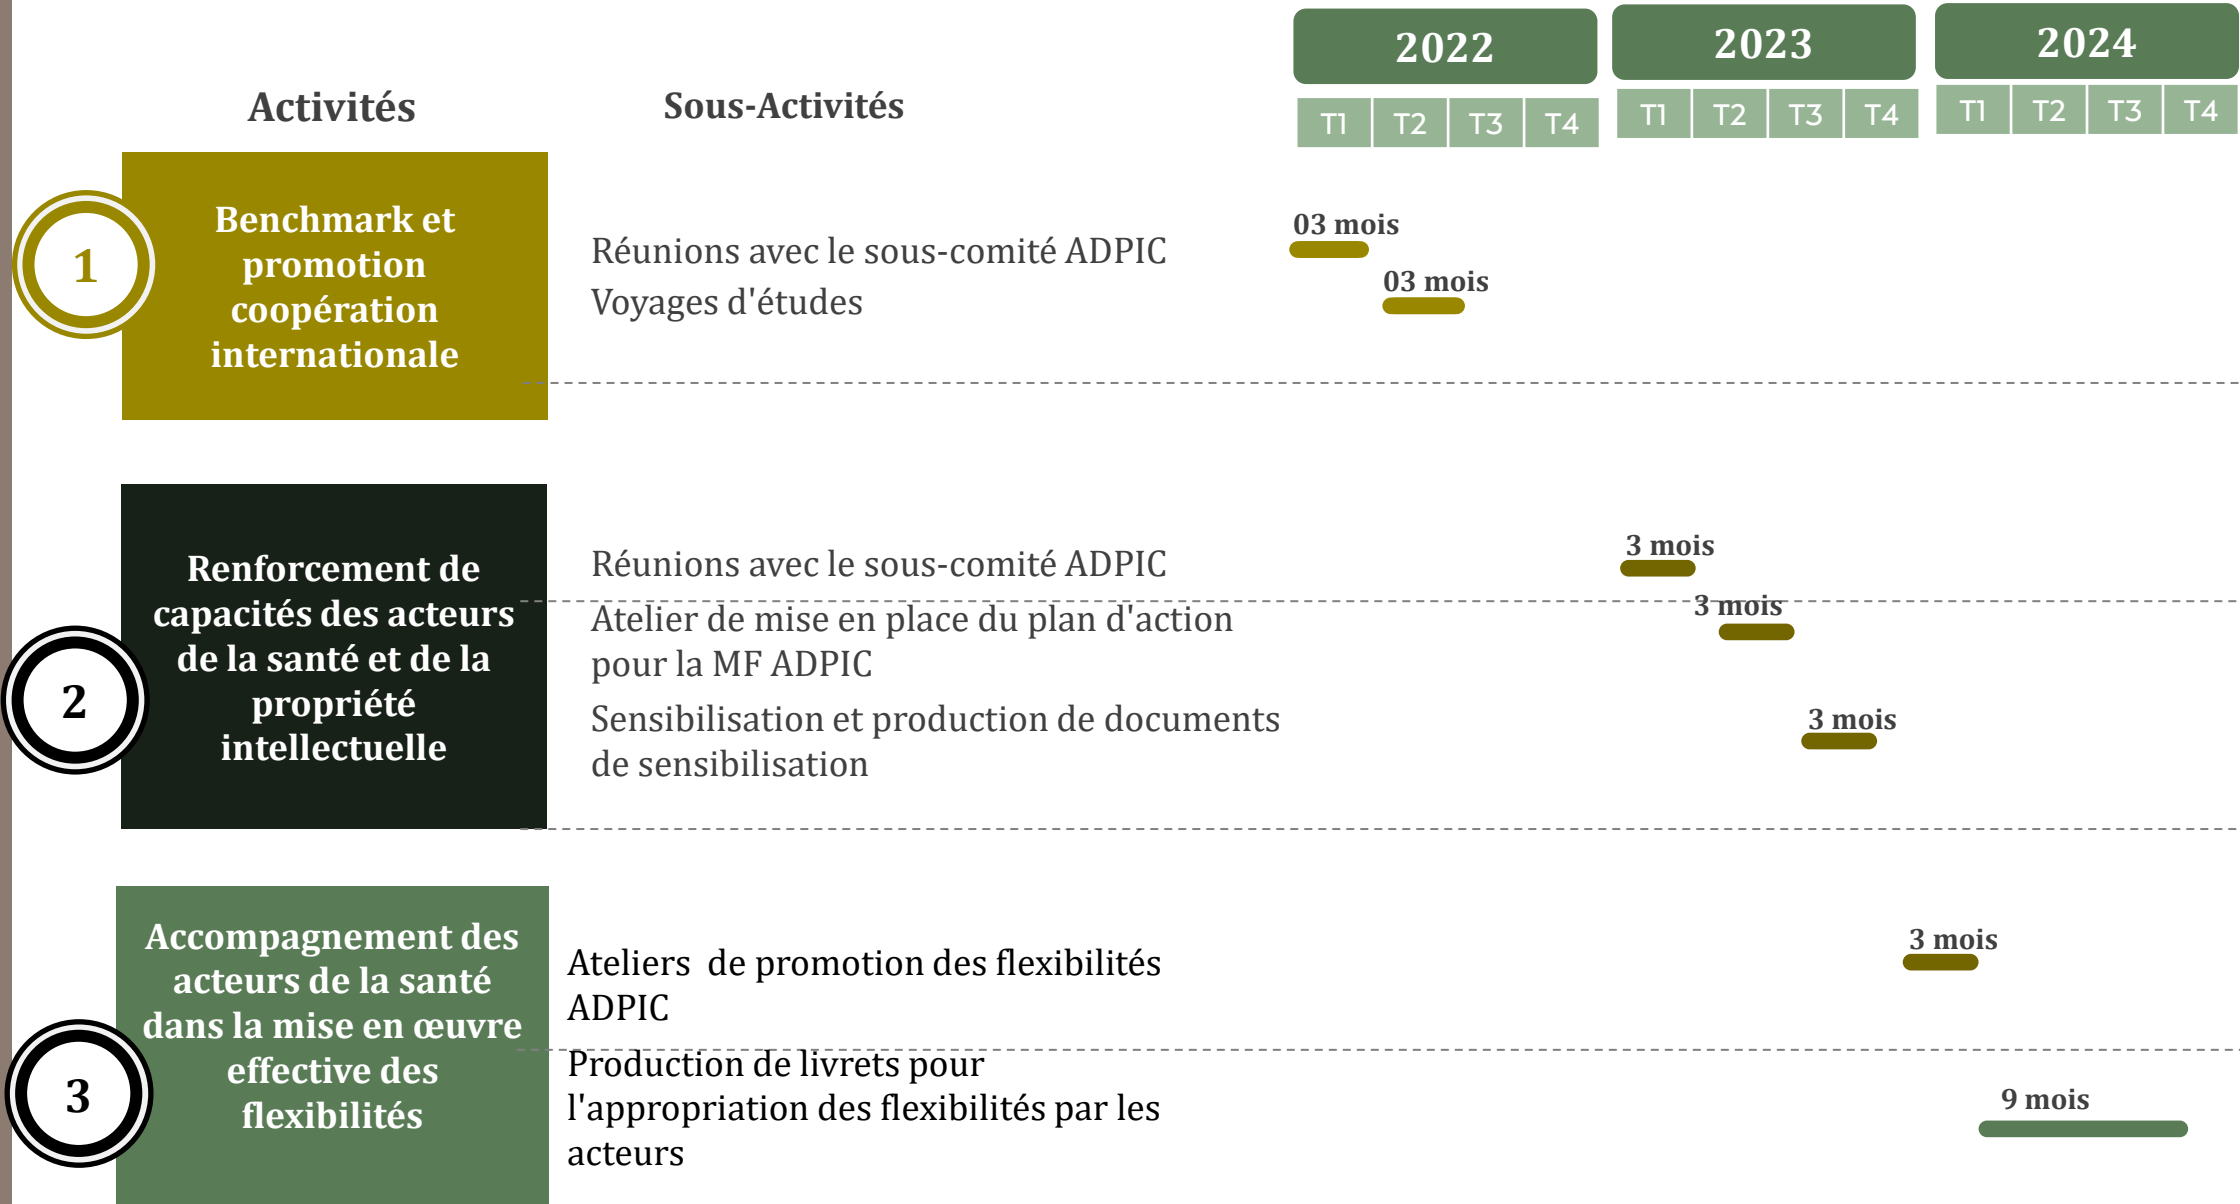 2022
2023
2024
Activités
Sous-Activités
T1 T2 T3 T4
T1 T2 T3 T4
T1 T2 T3 T4
1
Benchmark et
promotion
coopération
internationale
Réunions avec le sous-comité ADPIC
Voyages d'études
03 mois
03 mois
2
Renforcement de
capacités des acteurs
de la santé et de la
propriété
intellectuelle
Réunions avec le sous-comité ADPIC
Atelier de mise en place du plan d'action
pour la MF ADPIC
Sensibilisation et production de documents
de sensibilisation
3 mois
3 mois
3 mois
3
Accompagnement des
acteurs de la santé
dans la mise en œuvre
effective des
flexibilités
Ateliers  de promotion des flexibilités
ADPIC
Production de livrets pour
l'appropriation des flexibilités par les
acteurs
3 mois
9 mois